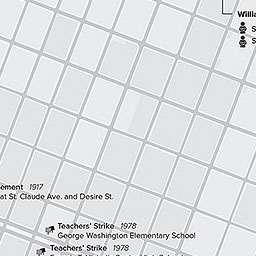 Willia
S
S
ement 1917
at St. Claude Ave. and Desire St.
Teachers' Strike 1978
George Washington Elementary School
Teachers' Strike 1978